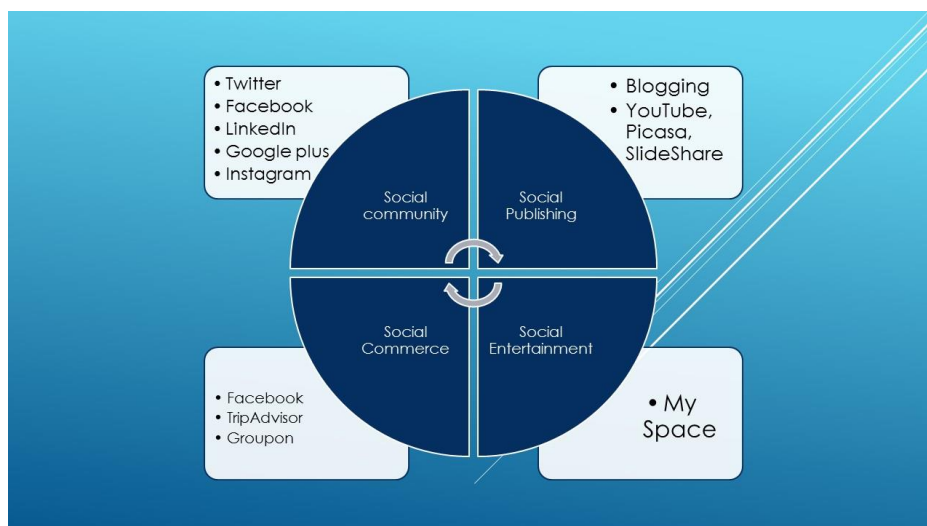 • Twitter
• Facebook
• LinkedIn
• Google plus
• Instagram
• Blogging
• YouTube,
Picasa,
SlideShare
Social
community
Social
Publishing
Social
Commerce
Social
Entertainment
• Facebook
• TripAdvisor
• Groupon
• My
Space